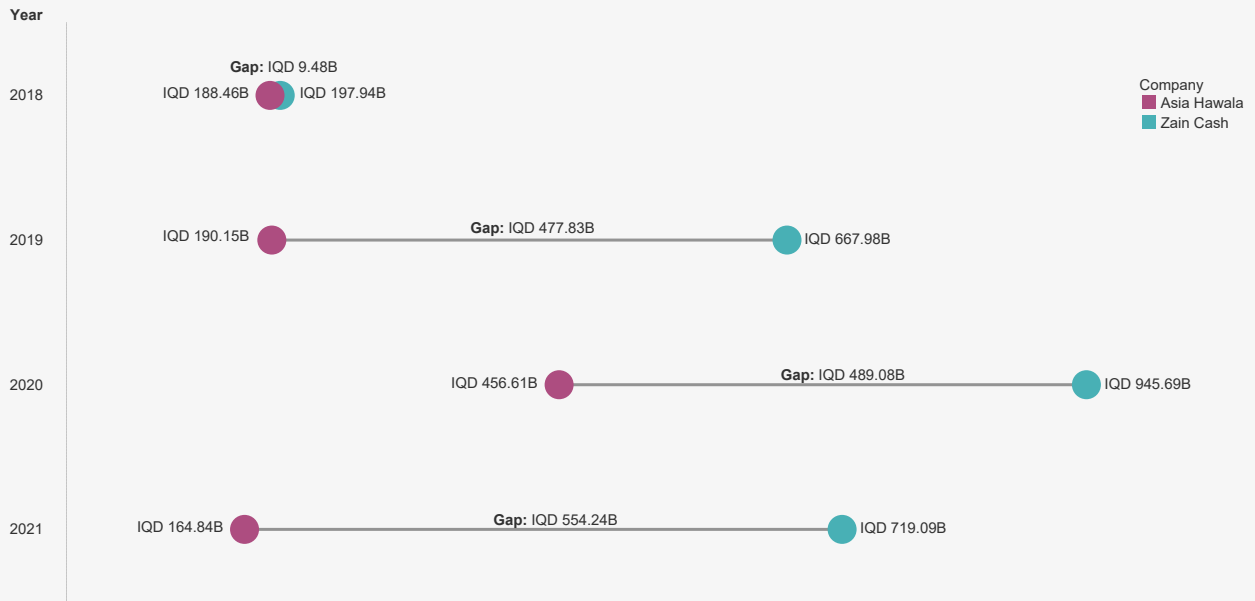 Year
Gap: IQD 9.48B
2018
IQD 188.46B
IQD 197.94B
Company
Asia Hawala
Zain Cash
Gap: IQD 477.83B
2019
IQD 190.15B
IQD 667.98B
Gap: IQD 489.08B
2020
IQD 456.61B
IQD 945.69B
Gap: IQD 554.24B
2021
IQD 164.84B
IQD 719.09B